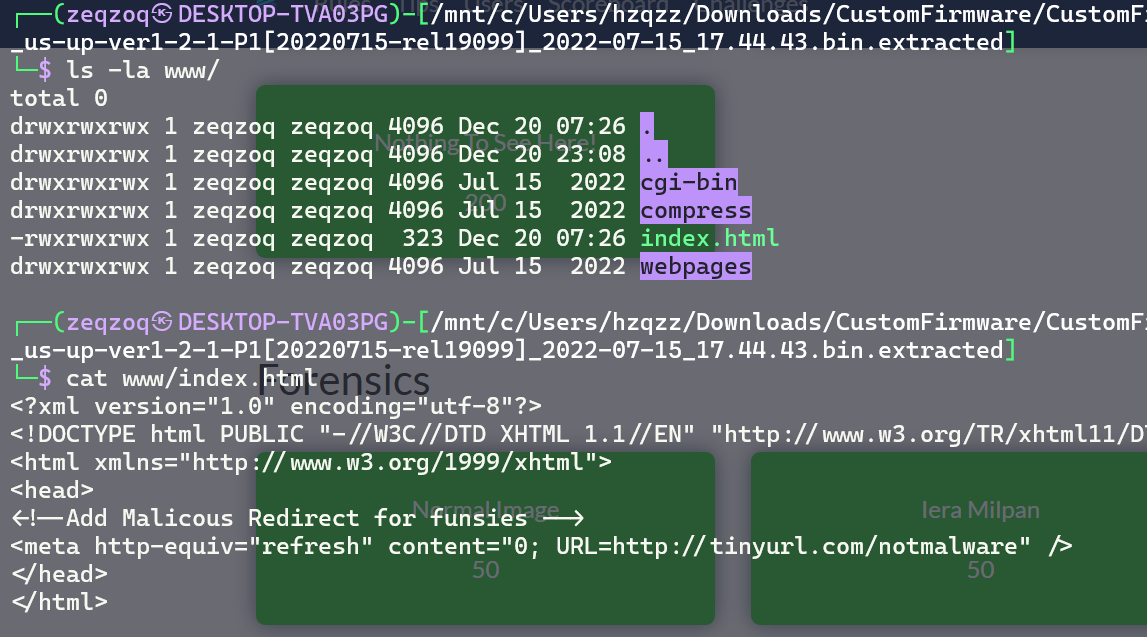 Rules Tips Users Scoreboard Challenges
┌──(zeqzoq㉿DESKTOP-TVA03PG)-[/mnt/c/Users/hzqzz/Downloads/CustomFirmware/CustomFi
_us-up-ver1-2-1-P1[20220715-rel19099]_2022-07-15_17.44.43.bin.extracted]
└─$ ls -la www/
total 0
drwxrwxrwx 1 zeqzoq zeqzoq 4096 Dec 20 07:26 .
Nothing To See Here!
drwxrwxrwx 1 zeqzoq zeqzoq 4096 Dec 20 23:08 ..
drwxrwxrwx 1 zeqzoq zeqzoq 4096 Jul 15  2022 cgi-bin
200
drwxrwxrwx 1 zeqzoq zeqzoq 4096 Jul 15  2022 compress
-rwxrwxrwx 1 zeqzoq zeqzoq  323 Dec 20 07:26 index.html
drwxrwxrwx 1 zeqzoq zeqzoq 4096 Jul 15  2022 webpages
┌──(zeqzoq㉿DESKTOP-TVA03PG)-[/mnt/c/Users/hzqzz/Downloads/CustomFirmware/CustomFi
_us-up-ver1-2-1-P1[20220715-rel19099]_2022-07-15_17.44.43.bin.extracted]
└─$ cat www/index.html
Forensics
<?xml version="1.0" encoding="utf-8"?>
<!DOCTYPE html PUBLIC "-//W3C//DTD XHTML 1.1//EN" "http://www.w3.org/TR/xhtml11/DT
<html xmlns="http://www.w3.org/1999/xhtml">
<head>
Normal Image
Iera Milpan
<!--Add Malicous Redirect for funsies -->
<meta http-equiv="refresh" content="0; URL=http://tinyurl.com/notmalware" />
50
50
</head>
</html>